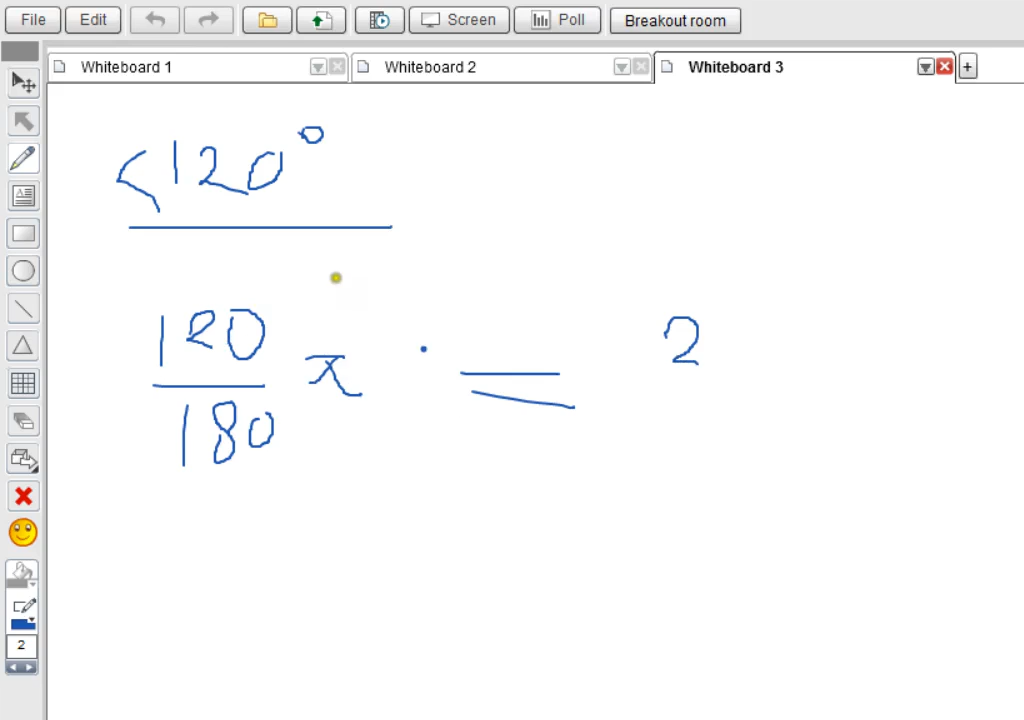 File Edit Screen Poll Breakout room
Whiteboard 1 Whiteboard 2 Whiteboard 3 +
<120°
120
π · = 2
180
2